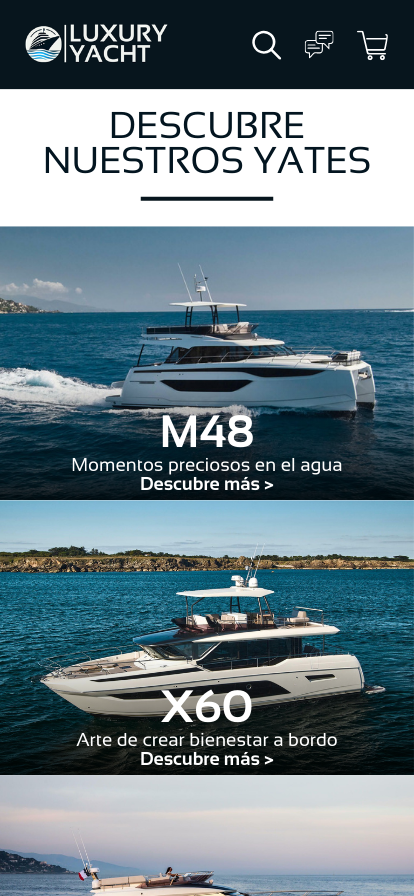 LUXURY
YACHT
DESCUBRE
NUESTROS YATES
M48
Momentos preciosos en el agua
Descubre más >
X60
Arte de crear bienestar a bordo
Descubre más >